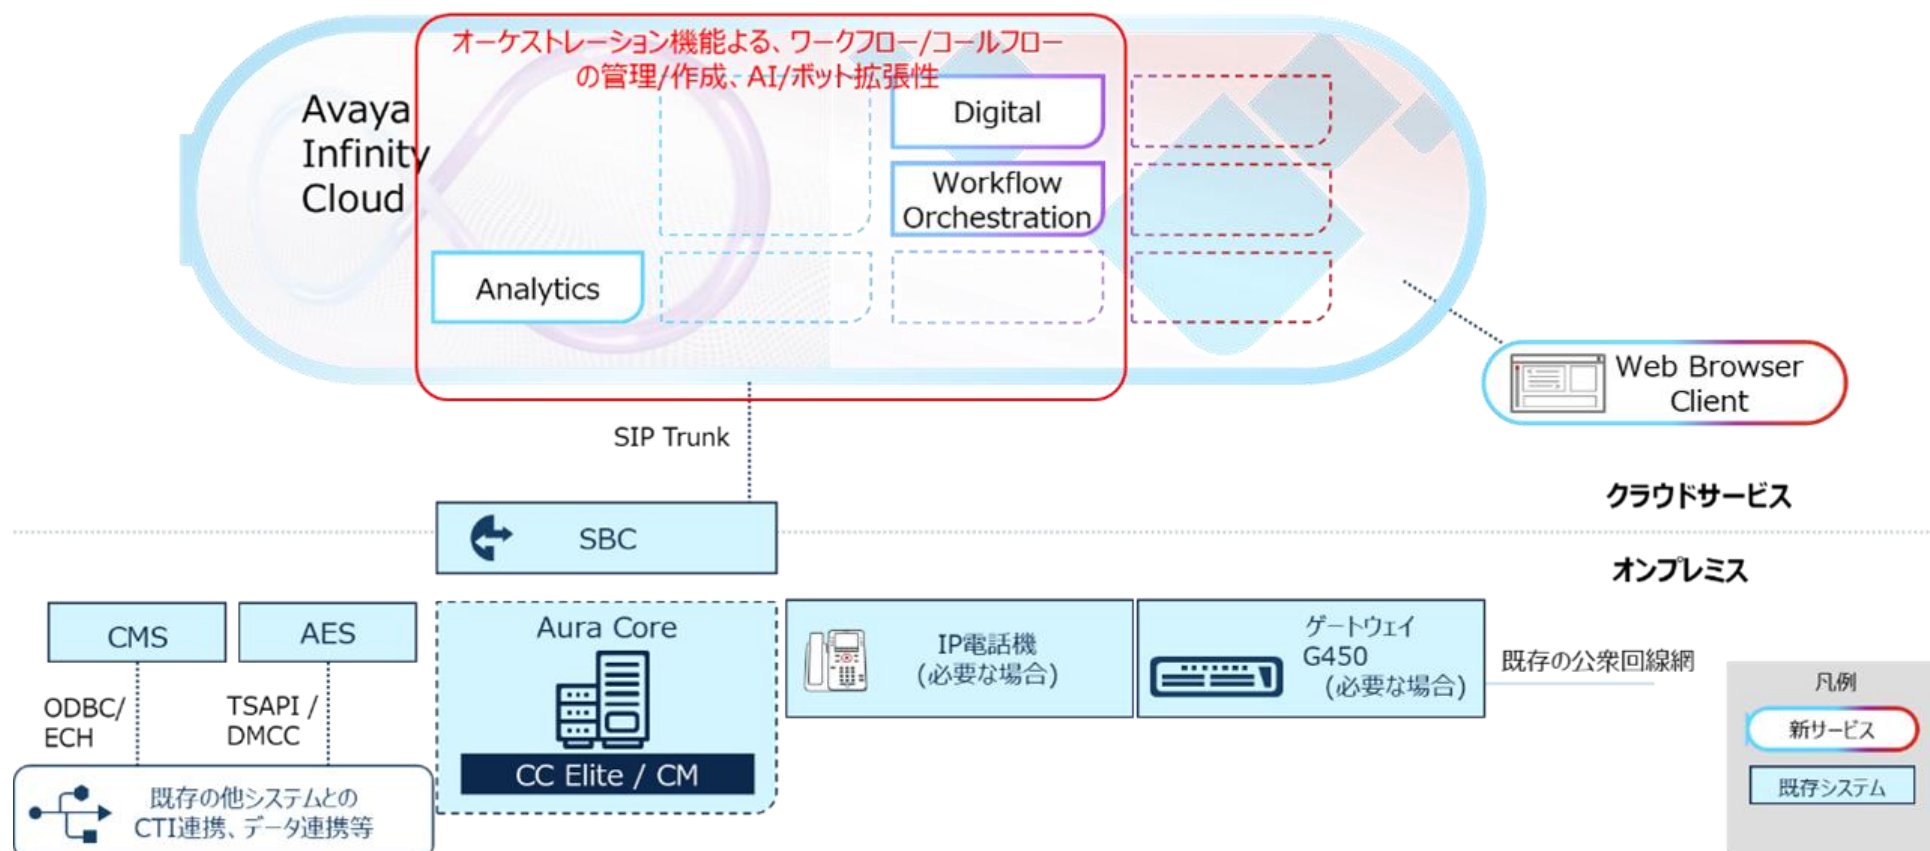 オーケストレーション機能よる、ワークフロー/コールフロー
の管理/作成、AI/ボット拡張性
Avaya
Infinity
Cloud
Digital
Workflow
Orchestration
Analytics
Web Browser
Client
SIP Trunk
クラウドサービス
SBC
オンプレミス
CMS
AES
Aura Core
IP電話機
(必要な場合)
ゲートウェイ
G450
(必要な場合)
既存の公衆回線網
ODBC/
ECH
TSAPI /
DMCC
CC Elite / CM
既存の他システムとの
CTI連携、データ連携等
凡例
新サービス
既存システム